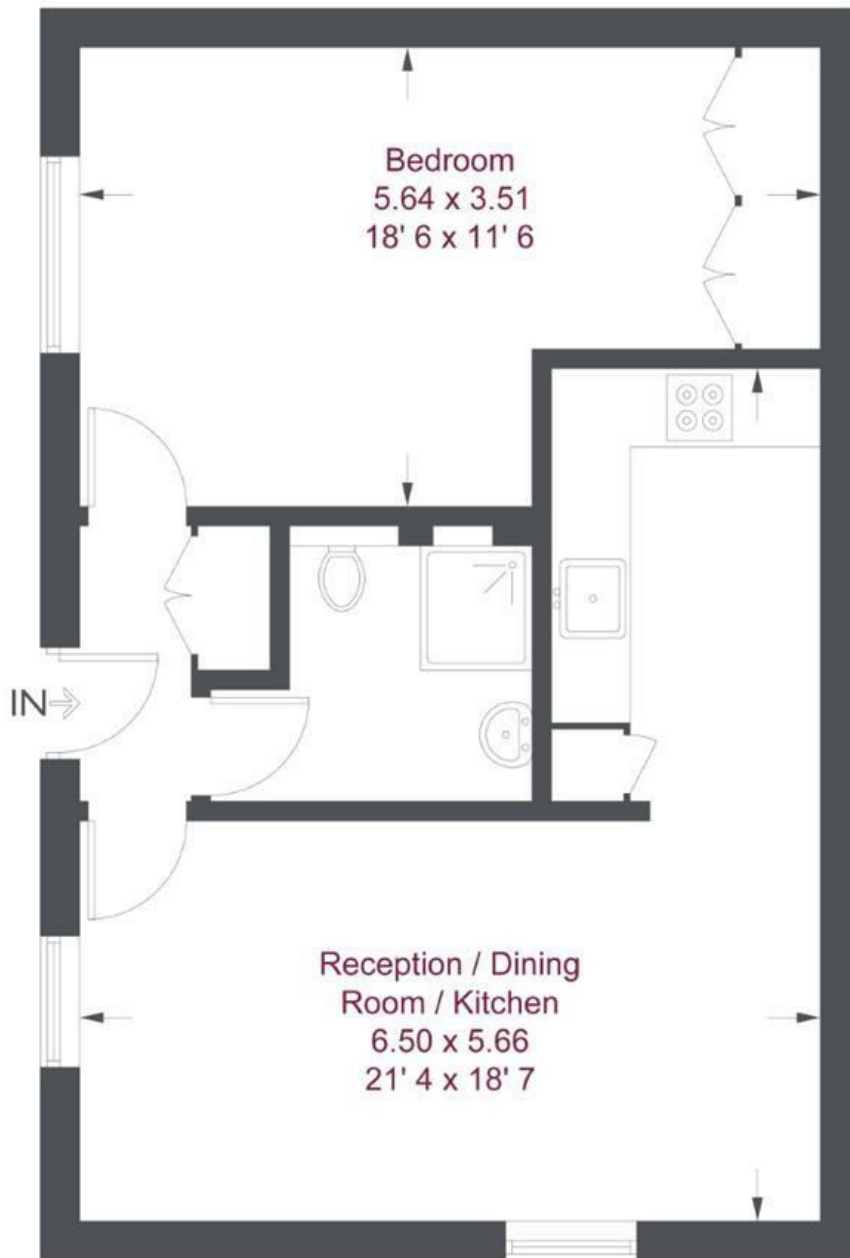 Bedroom
5.64 x 3.51
18' 6 x 11' 6
IN
Reception / Dining
Room / Kitchen
6.50 x 5.66
21' 4 x 18' 7